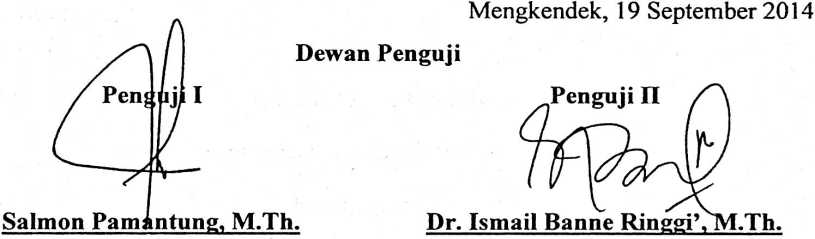 Mengkendek, 19 September 2014
Dewan Penguji
Penguji I Penguji II
Salmon Pamantung, M.Th. Dr. Ismail Banne Ringgi', M.Th.